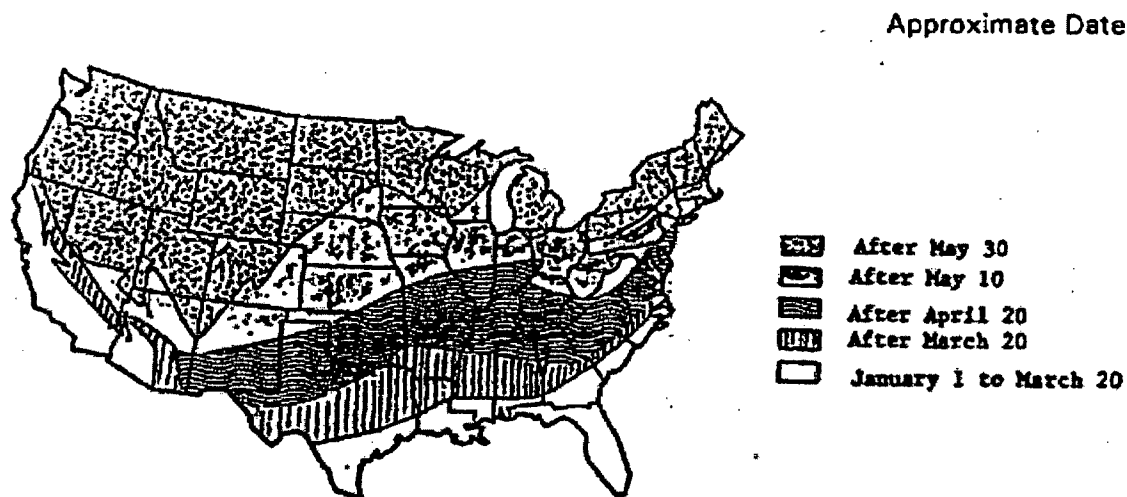 Approximate Date
After May 30
After May 10
After April 20
After March 20
January 1 to March 20